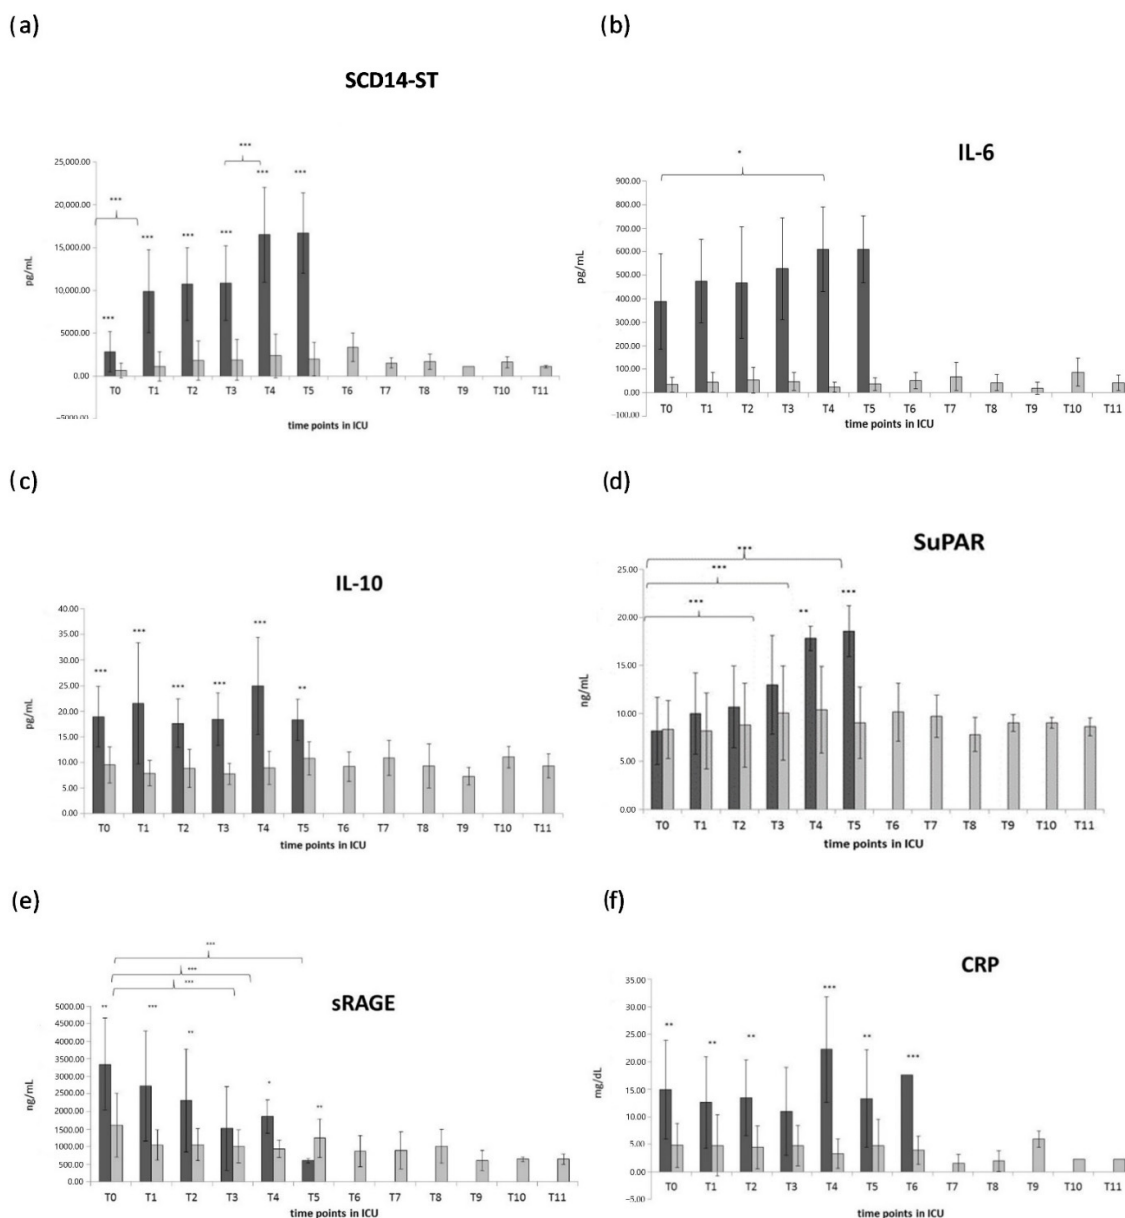 (a)
SCD14-ST
***
25,000.00
***
***
20,000.00
***
***
***
***
15,000.00
pg/mL
10,000.00
***
5000.00
0.00
T0 T1 T2 T3 T4 T5 T6 T7 T8 T9 T10 T11
−5000.00
time points in ICU
(b)
IL-6
*
900.00
800.00
700.00
600.00
500.00
pg/mL
400.00
300.00
200.00
100.00
0.00
−100.00
T0 T1 T2 T3 T4 T5 T6 T7 T8 T9 T10 T11
time points in ICU
(c)
IL-10
40.00
***
***
35.00
30.00
***
***
***
**
25.00
20.00
pg/mL
15.00
10.00
5.00
0.00
T0 T1 T2 T3 T4 T5 T6 T7 T8 T9 T10 T11
time points in ICU
(d)
SuPAR
***
25.00
***
***
**
***
20.00
15.00
ng/mL
10.00
5.00
0.00
T0 T1 T2 T3 T4 T5 T6 T7 T8 T9 T10 T11
time points in ICU
(e)
***
***
***
sRAGE
** *** ** * **
5000.00
4500.00
4000.00
3500.00
3000.00
ng/mL
2500.00
2000.00
1500.00
1000.00
500.00
0.00
T0 T1 T2 T3 T4 T5 T6 T7 T8 T9 T10 T11
time points in ICU
(f)
CRP
35.00
***
30.00
**
** ** ** ***
25.00
20.00
mg/dL
15.00
10.00
5.00
0.00
−5.00
T0 T1 T2 T3 T4 T5 T6 T7 T8 T9 T10 T11
time points in ICU